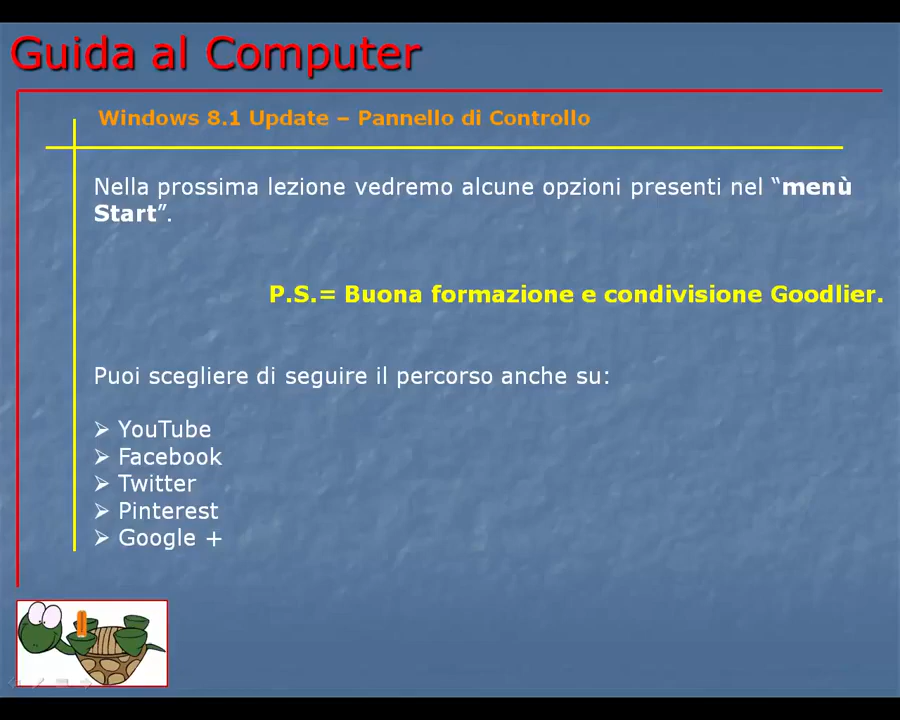 Guida al Computer
Windows 8.1 Update – Pannello di Controllo
Nella prossima lezione vedremo alcune opzioni presenti nel “menù
Start”.
P.S.= Buona formazione e condivisione Goodlier.
Puoi scegliere di seguire il percorso anche su:
➢ YouTube
➢ Facebook
➢ Twitter
➢ Pinterest
➢ Google +